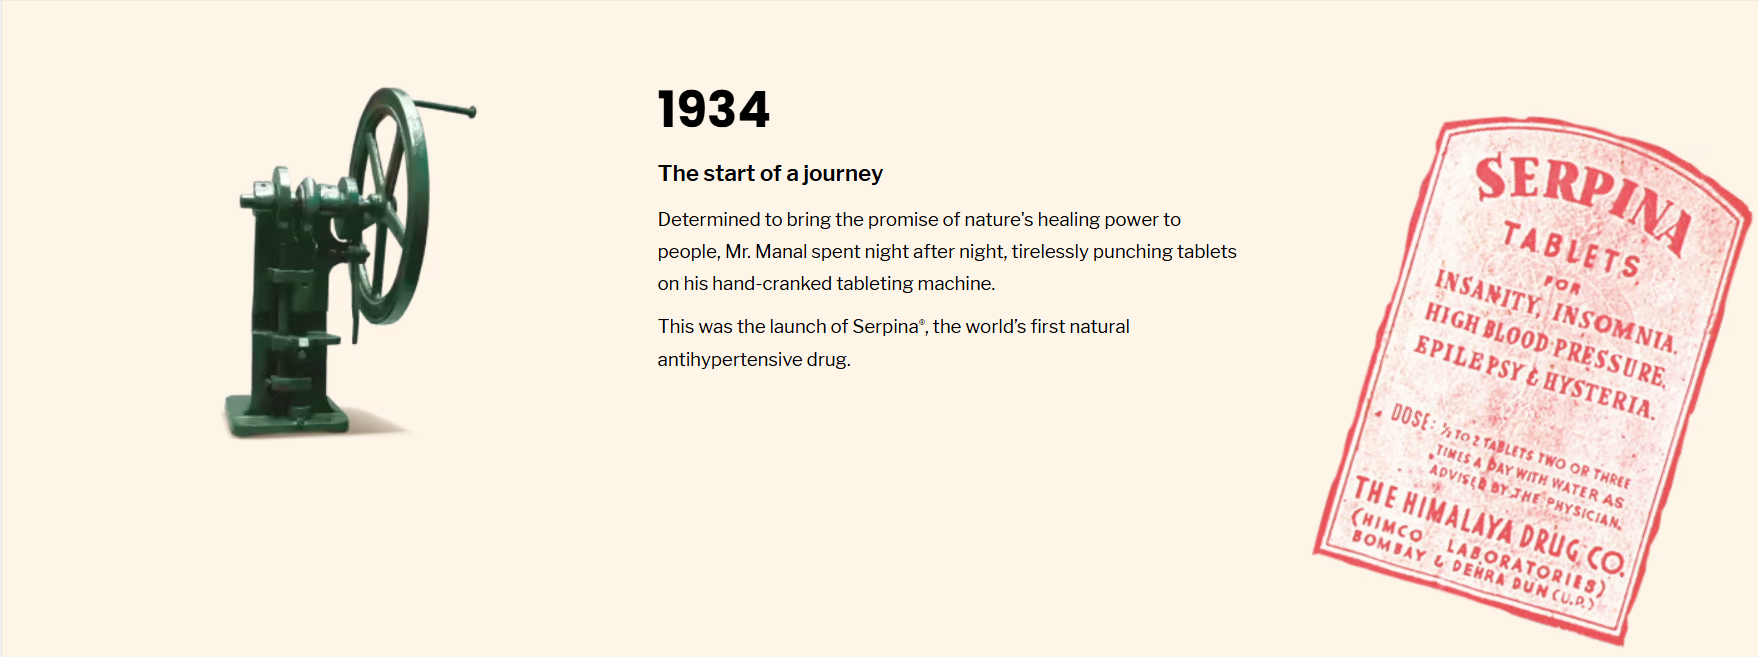 1934
The start of a journey
Determined to bring the promise of nature's healing power to
people, Mr. Manal spent night after night, tirelessly punching tablets
on his hand-cranked tableting machine.
This was the launch of Serpina®, the world’s first natural
antihypertensive drug.
SERPINA
TABLETS
FOR
INSANITY, INSOMNIA.
HIGH BLOOD PRESSURE,
EPILEPSY & HYSTERIA.
DOSE: ½ TO 2 TABLETS TWO OR THREE
TIMES A DAY WITH WATER AS
ADVISED BY THE PHYSICIAN.
THE HIMALAYA DRUG CO.
(HIMCO LABORATORIES)
BOMBAY & DEHRA DUN (U.P.)